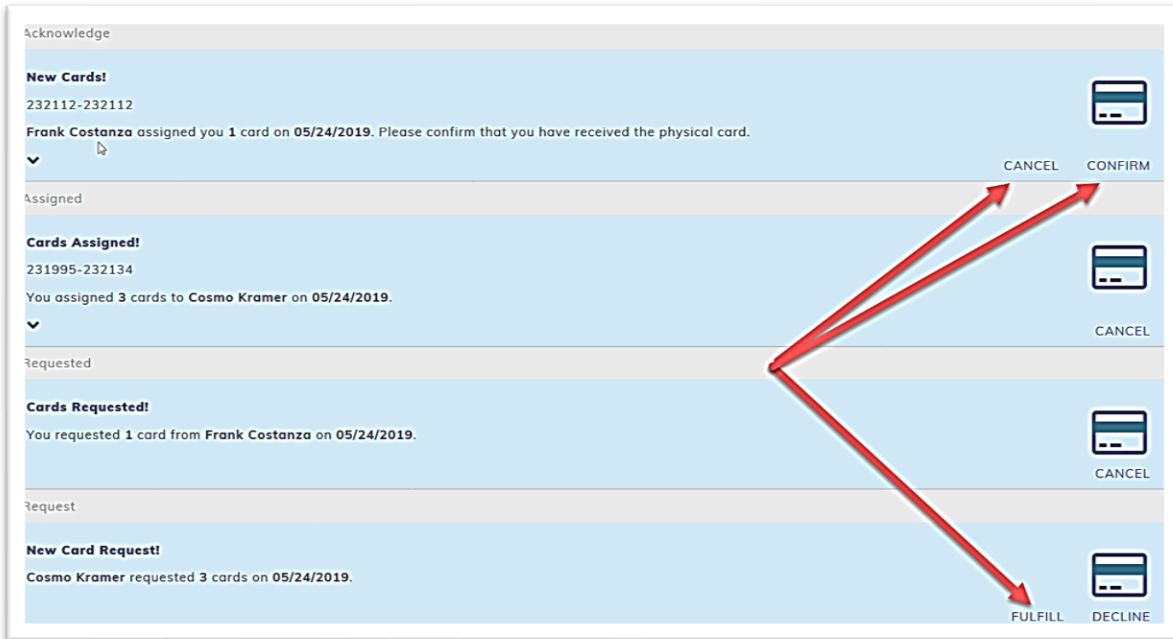 Acknowledge
New Cards!
232112-232112
Frank Costanza assigned you 1 card on 05/24/2019. Please confirm that you have received the physical card.
CANCEL CONFIRM
Assigned
Cards Assigned!
231995-232134
You assigned 3 cards to Cosmo Kramer on 05/24/2019.
CANCEL
Requested
Cards Requested!
You requested 1 card from Frank Costanza on 05/24/2019.
CANCEL
Request
New Card Request!
Cosmo Kramer requested 3 cards on 05/24/2019.
FULFILL DECLINE